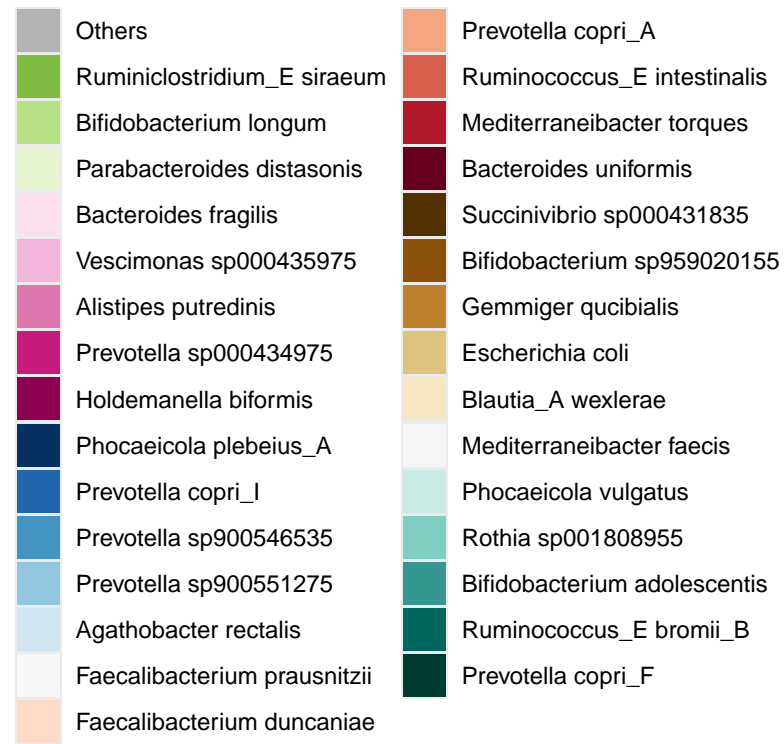 Others
Ruminiclostridium_E siraeum
Bifidobacterium longum
Parabacteroides distasonis
Bacteroides fragilis
Vescimonas sp000435975
Alistipes putredinis
Prevotella sp000434975
Holdemanella biformis
Phocaeicola plebeius_A
Prevotella copri_I
Prevotella sp900546535
Prevotella sp900551275
Agathobacter rectalis
Faecalibacterium prausnitzii
Faecalibacterium duncaniae
Prevotella copri_A
Ruminococcus_E intestinalis
Mediterraneibacter torques
Bacteroides uniformis
Succinivibrio sp000431835
Bifidobacterium sp959020155
Gemmiger qucibialis
Escherichia coli
Blautia_A wexlerae
Mediterraneibacter faecis
Phocaeicola vulgatus
Rothia sp001808955
Bifidobacterium adolescentis
Ruminococcus_E bromii_B
Prevotella copri_F